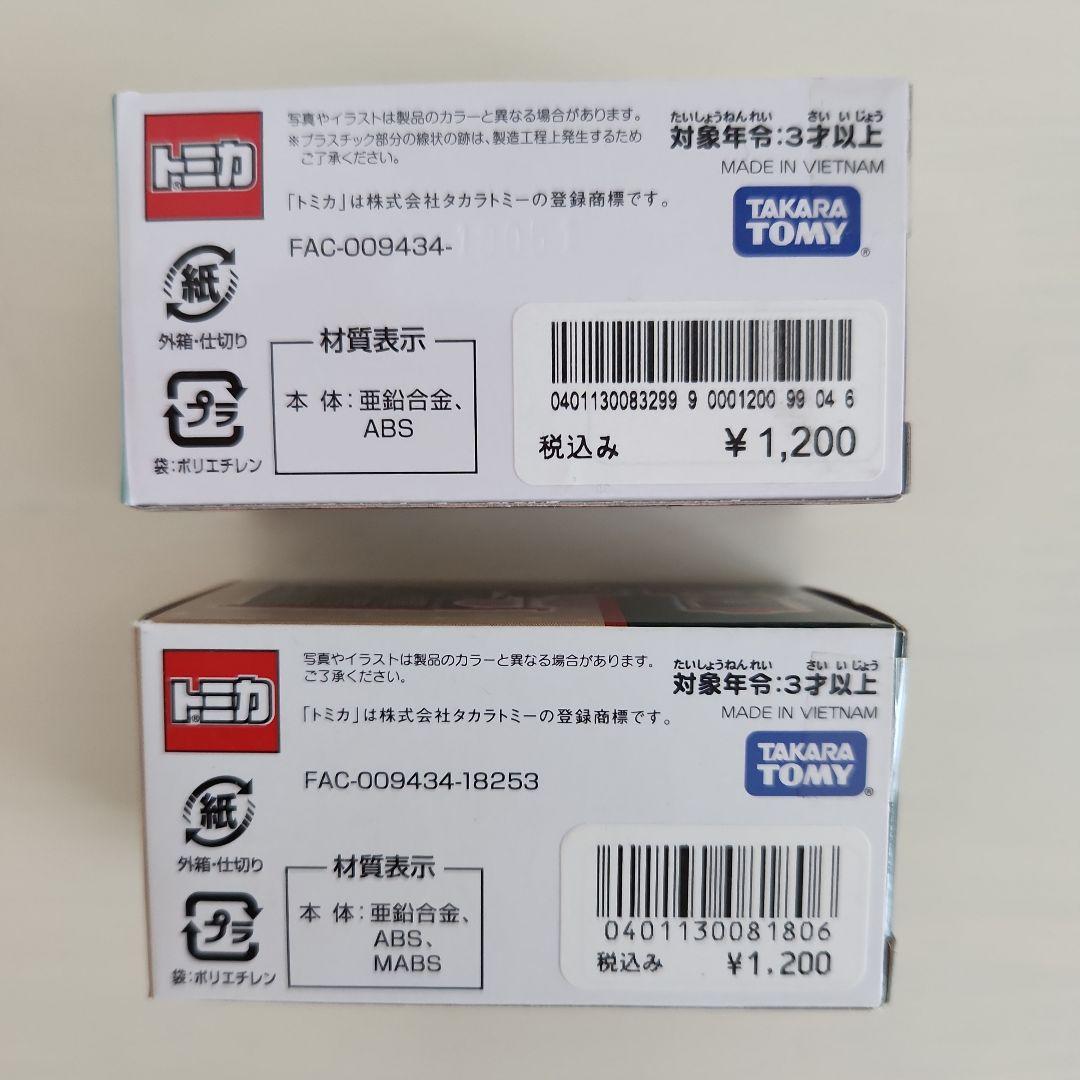 トミカ
®
写真やイラストは製品のカラーと異なる場合があります。
※プラスチック部分の線状の跡は、製造工程上発生するため
ご了承ください。
「トミカ」は株式会社タカラトミーの登録商標です。
FAC-009434-
たいしょうねんれい さい いじょう
対象年令:3才以上
MADE IN VIETNAM
TAKARA
TOMY
®
紙
外箱・仕切り
プラ
袋:ポリエチレン
材質表示
本 体:亜鉛合金、
ABS
0401130083299 9 0001200 99 04 6
税込み ¥1,200
トミカ
®
写真やイラストは製品のカラーと異なる場合があります。
ご了承ください。
「トミカ」は株式会社タカラトミーの登録商標です。
FAC-009434-18253
たいしょうねんれい さい いじょう
対象年令:3才以上
MADE IN VIETNAM
TAKARA
TOMY
®
紙
外箱・仕切り
プラ
袋:ポリエチレン
材質表示
本 体:亜鉛合金、
ABS、
MABS
0401130081806
税込み ¥1.200